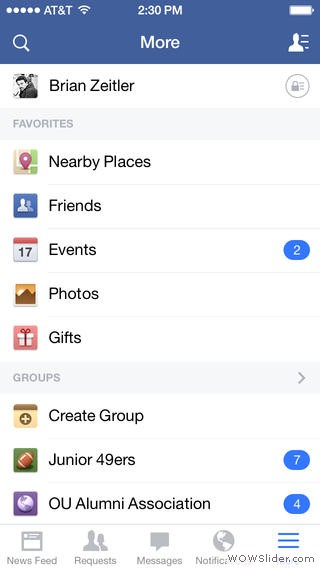 AT&T 2:30 PM
More
Brian Zeitler
FAVORITES
Nearby Places
Friends
17 Events 2
Photos
Gifts
GROUPS
Create Group
Junior 49ers 7
OU Alumni Association 4
News Feed Requests Messages Notifica
WOWSlider.com